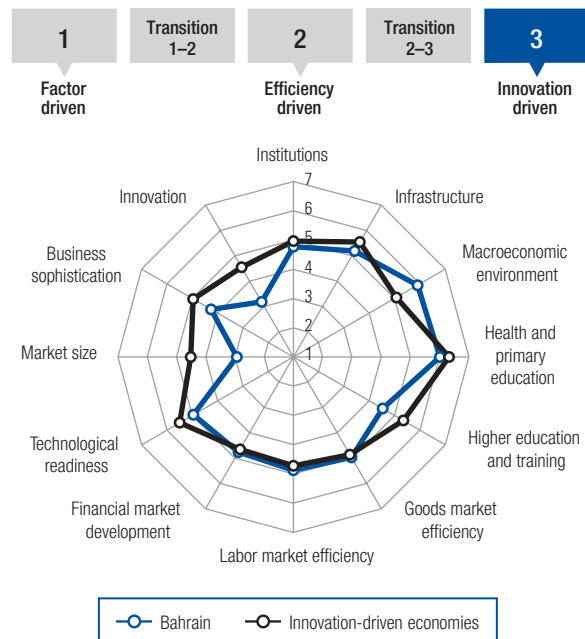 1
Transition
1–2
2
Transition
2–3
3
Factor
driven
Efficiency
driven
Innovation
driven
Institutions
7
6
5
4
3
2
1
Infrastructure
Macroeconomic
environment
Health and
primary
education
Higher education
and training
Goods market
efficiency
Labor market efficiency
Financial market
development
Technological
readiness
Market size
Business
sophistication
Innovation
Bahrain
Innovation-driven economies